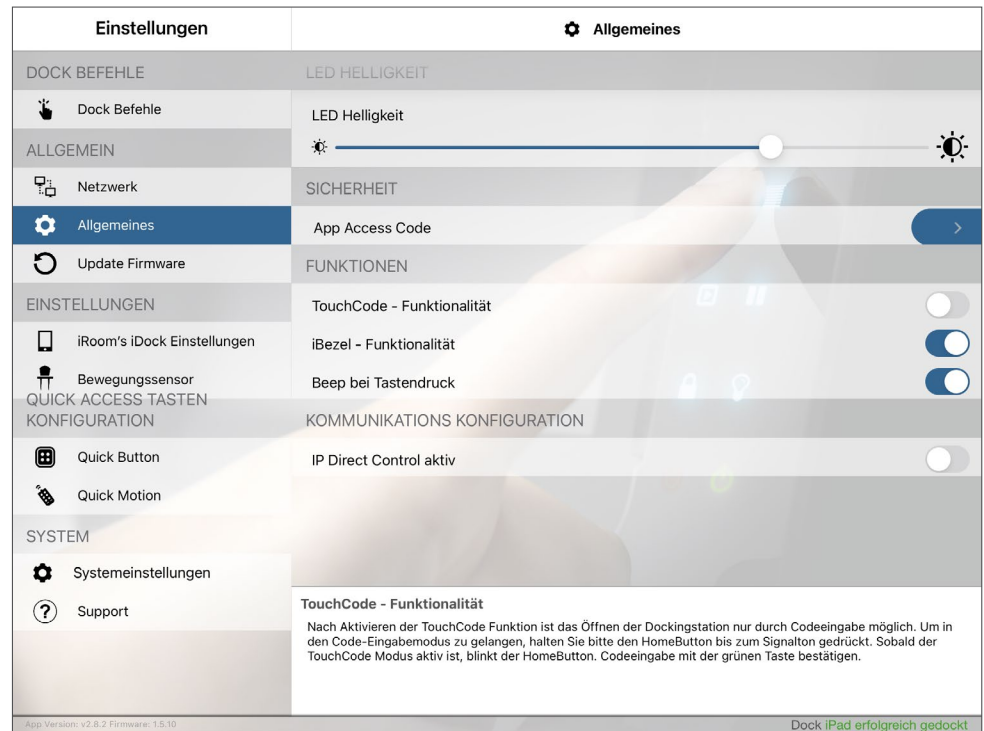 Einstellungen
Allgemeines
DOCK BEFEHLE
Dock Befehle
ALLGEMEIN
Netzwerk
Allgemeines
Update Firmware
EINSTELLUNGEN
iRoom's iDock Einstellungen
Bewegungssensor
QUICK ACCESS TASTEN
KONFIGURATION
Quick Button
Quick Motion
SYSTEM
Systemeinstellungen
Support
LED HELLIGKEIT
LED Helligkeit
SICHERHEIT
App Access Code
FUNKTIONEN
TouchCode - Funktionalität
iBezel - Funktionalität
Beep bei Tastendruck
KOMMUNIKATIONS KONFIGURATION
IP Direct Control aktiv
TouchCode - Funktionalität
Nach Aktivieren der TouchCode Funktion ist das Öffnen der Dockingstation nur durch Codeeingabe möglich. Um in
den Code-Eingabemodus zu gelangen, halten Sie bitte den HomeButton bis zum Signalton gedrückt. Sobald der
TouchCode Modus aktiv ist, blinkt der HomeButton. Codeeingabe mit der grünen Taste bestätigen.
App Version: v2.8.2 Firmware: 1.5.10
Dock iPad erfolgreich gedockt